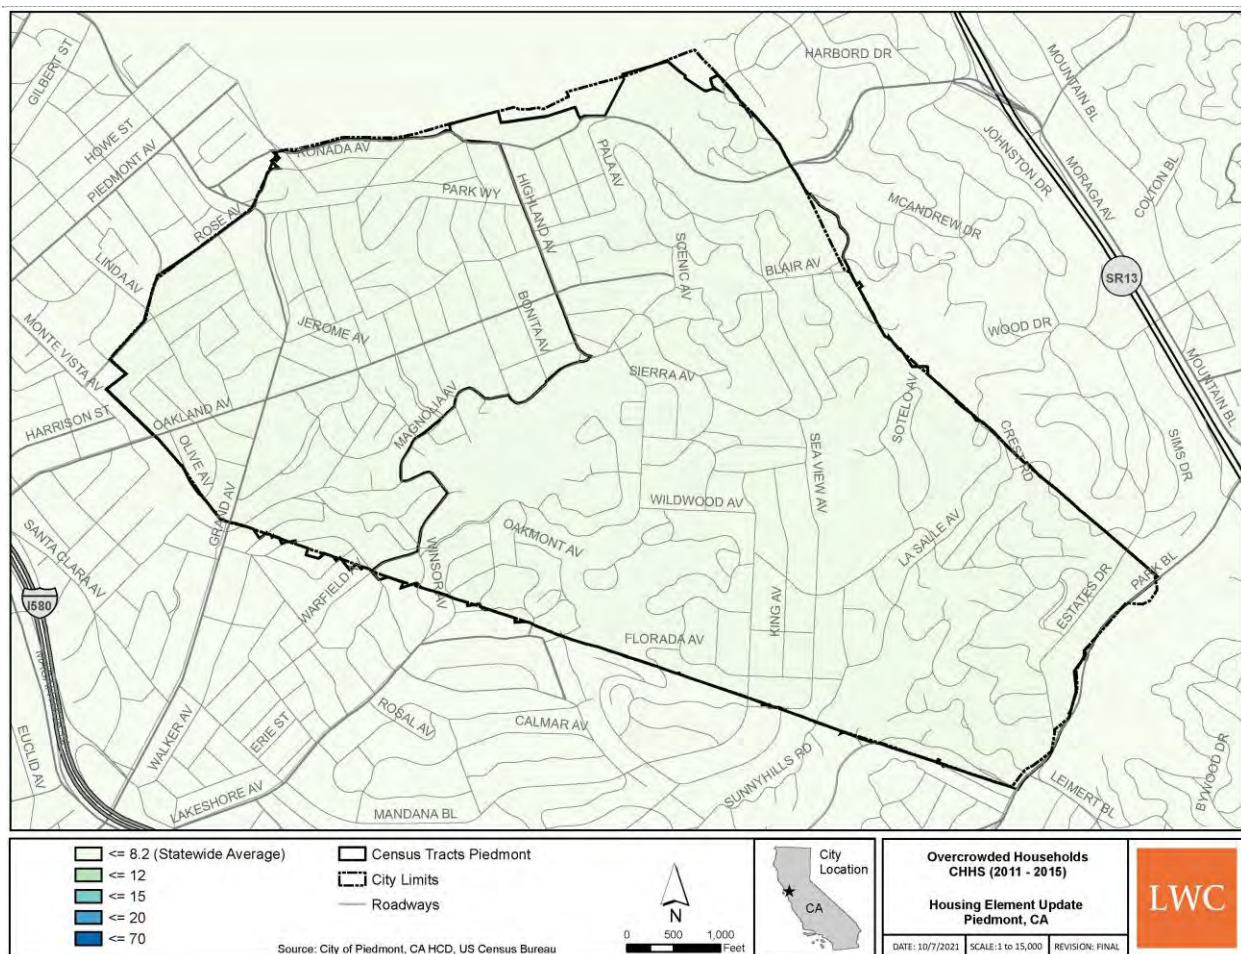 HARBORD DR
MOUNTAIN BL
GILBERT ST
HOWE ST
PIEDMONT AV
JOHNSTON DR
MORAGA AV
COLTON BL
RONADA AV
PALA AV
PARK WY
HIGHLAND AV
MCANDREW DR
ROSE AV
SCENIC AV
LINDA AV
BLAIR AV
SR13
BONITA AV
JEROME AV
WOOD DR
MONTE VISTA AV
SIERRA AV
MOUNTAIN BL
HARRISON ST
OAKLAND AV
MAGNOLIA AV
SOTELO AV
OLIVE AV
SEA VIEW AV
CREST RD
SIMS DR
GRAND AV
WILDWOOD AV
SANTA CLARA AV
OAKMONT AV
LA SALLE AV
WINSOR AV
PARK BL
I580
WARFIELD
ESTATES DR
KING AV
FLORADA AV
ROSAL AV
ERIE ST
CALMAR AV
WALKER AV
EUCLID AV
SUNNYHILLS RD
BYWOOD DR
LAKESHORE AV
LEIMERT BL
MANDANA BL
<= 8.2 (Statewide Average)
<= 12
<= 15
<= 20
<= 70
Census Tracts Piedmont
City Limits
Roadways
N
0 500 1,000
Feet
Source: City of Piedmont, CA HCD, US Census Bureau
City
Location
CA
Overcrowded Households
CHHS (2011 - 2015)
Housing Element Update
Piedmont, CA
DATE: 10/7/2021 SCALE:1 to 15,000 REVISION: FINAL
LWC